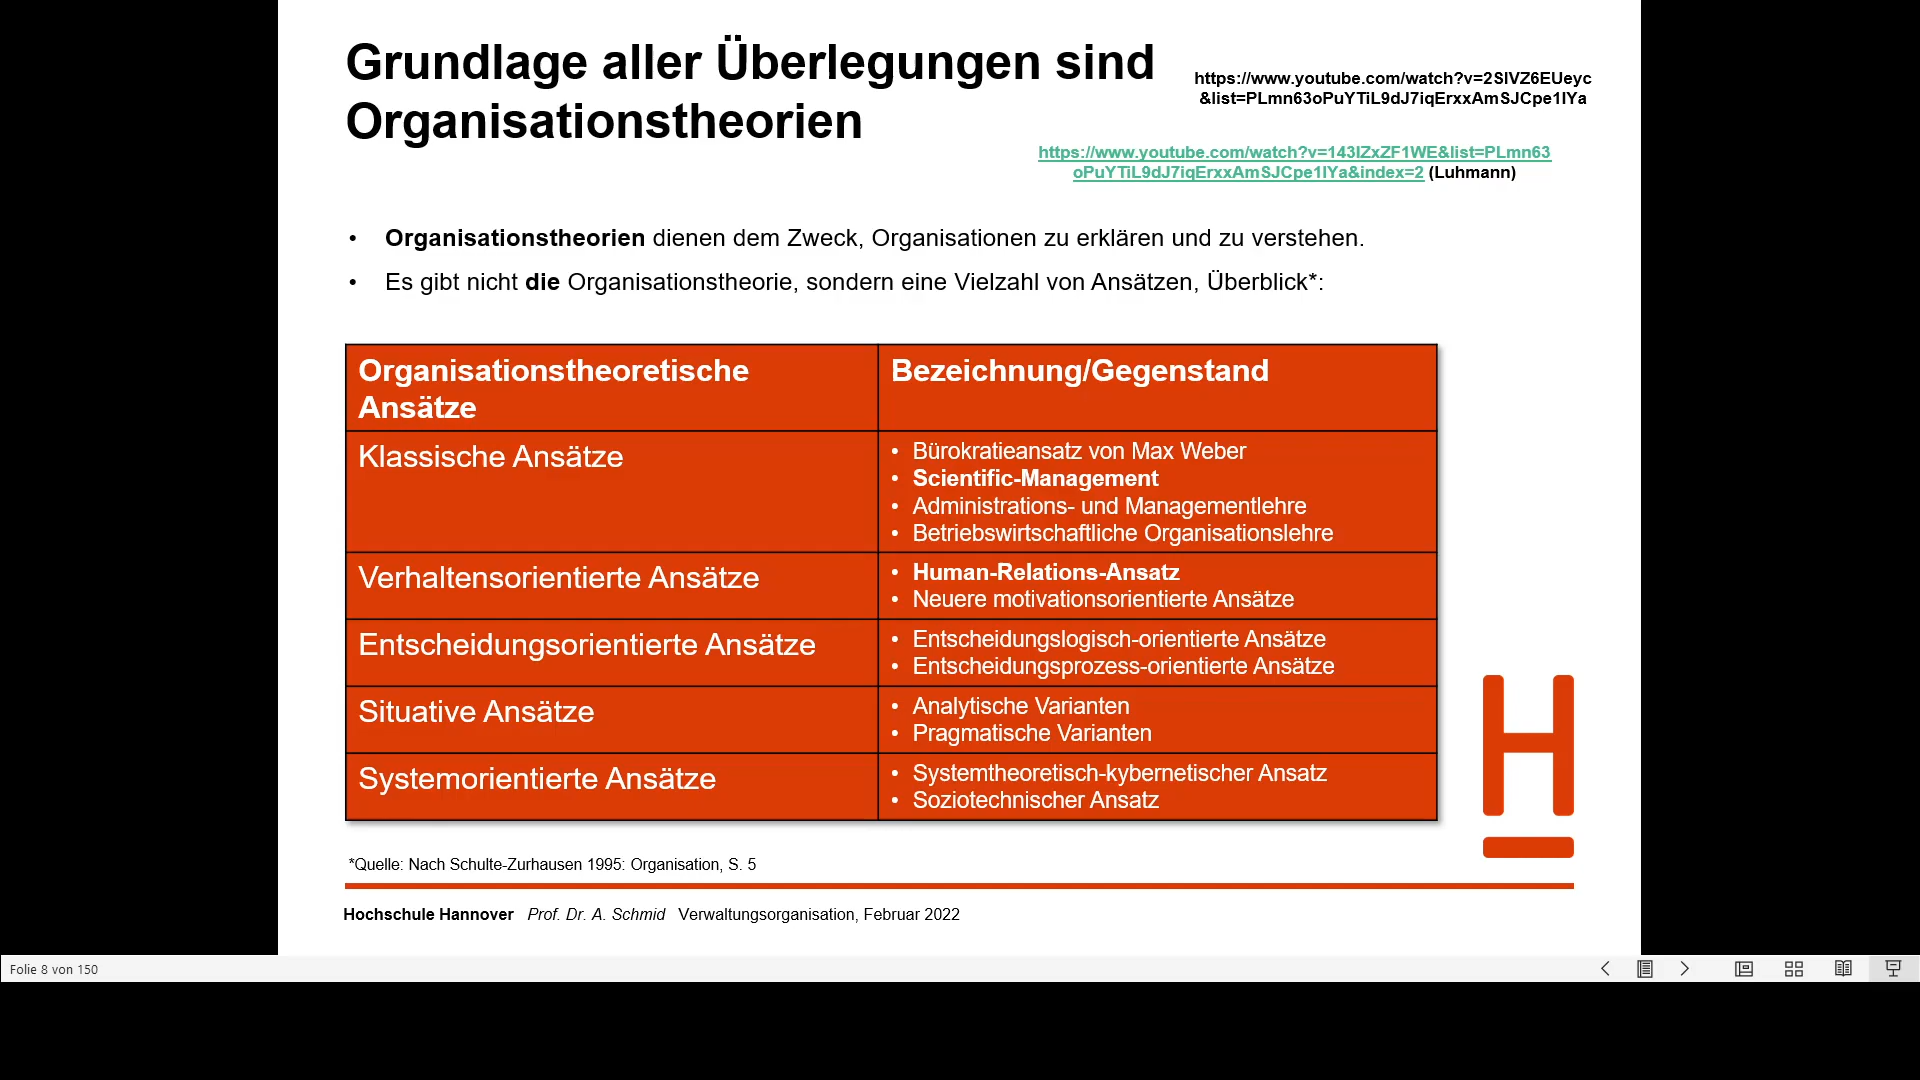 Grundlage aller Überlegungen sind
Organisationstheorien
https://www.youtube.com/watch?v=2SIVZ6EUeyc
&list=PLmn63oPuYTiL9dJ7iqErxxAmSJCpe1IYa
https://www.youtube.com/watch?v=143IZxZF1WE&list=PLmn63
oPuYTiL9dJ7iqErxxAmSJCpe1IYa&index=2 (Luhmann)
• Organisationstheorien dienen dem Zweck, Organisationen zu erklären und zu verstehen.
• Es gibt nicht die Organisationstheorie, sondern eine Vielzahl von Ansätzen, Überblick*:
Organisationstheoretische
Ansätze
Bezeichnung/Gegenstand
Klassische Ansätze
• Bürokratieansatz von Max Weber
• Scientific-Management
• Administrations- und Managementlehre
• Betriebswirtschaftliche Organisationslehre
Verhaltensorientierte Ansätze
• Human-Relations-Ansatz
• Neuere motivationsorientierte Ansätze
Entscheidungsorientierte Ansätze
• Entscheidungslogisch-orientierte Ansätze
• Entscheidungsprozess-orientierte Ansätze
Situative Ansätze
• Analytische Varianten
• Pragmatische Varianten
Systemorientierte Ansätze
• Systemtheoretisch-kybernetischer Ansatz
• Soziotechnischer Ansatz
H
*Quelle: Nach Schulte-Zurhausen 1995: Organisation, S. 5
Hochschule Hannover Prof. Dr. A. Schmid Verwaltungsorganisation, Februar 2022
Folie 8 von 150